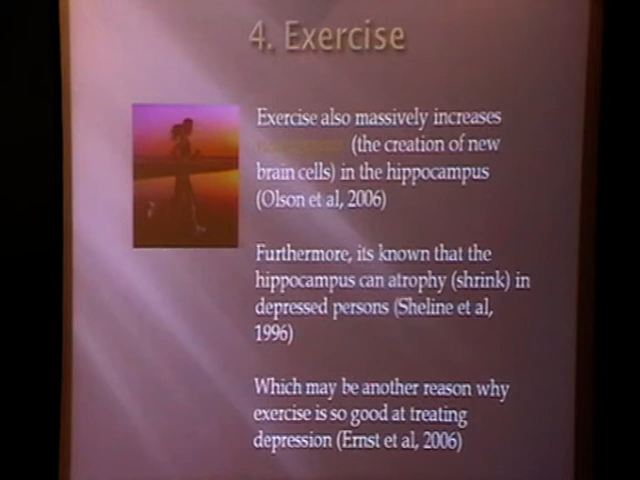 4. Exercise
Exercise also massively increases
(the creation of new
brain cells) in the hippocampus
(Olson et al, 2006)
Furthermore, its known that the
hippocampus can atrophy (shrink) in
depressed persons (Sheline et al,
1996)
Which may be another reason why
exercise is so good at treating
depression (Ernst et al, 2006)